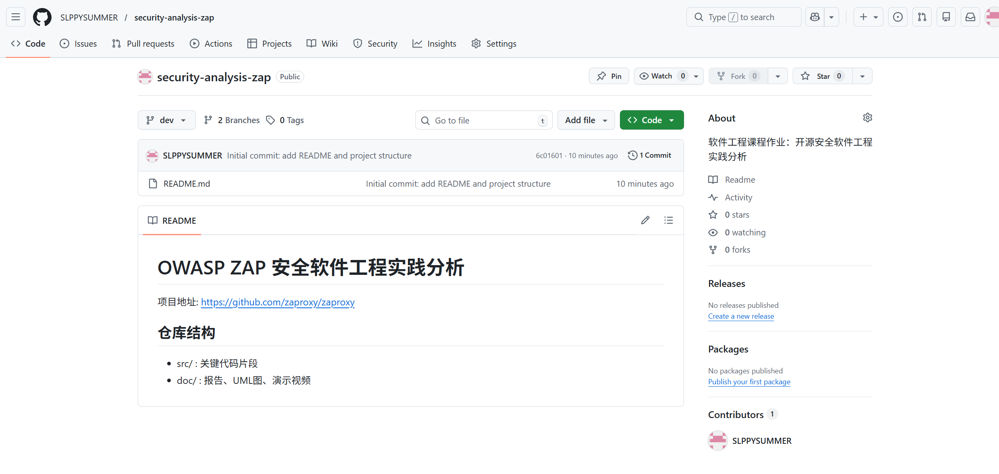 SLPPYSUMMER / security-analysis-zap
Type / to search
Code Issues Pull requests Actions Projects Wiki Security Insights Settings
security-analysis-zap Public
Pin Watch 0 Fork 0 Star 0
dev 2 Branches 0 Tags
Go to file t Add file Code
SLPPYSUMMER Initial commit: add README and project structure 6c01601 · 10 minutes ago 1 Commit
README.md Initial commit: add README and project structure 10 minutes ago
README
OWASP ZAP 安全软件工程实践分析
项目地址: https://github.com/zaproxy/zaproxy
仓库结构
src/ : 关键代码片段
doc/ : 报告、UML图、演示视频
About
软件工程课程作业：开源安全软件工程
实践分析
Readme
Activity
0 stars
0 watching
0 forks
Releases
No releases published
Create a new release
Packages
No packages published
Publish your first package
Contributors 1
SLPPYSUMMER